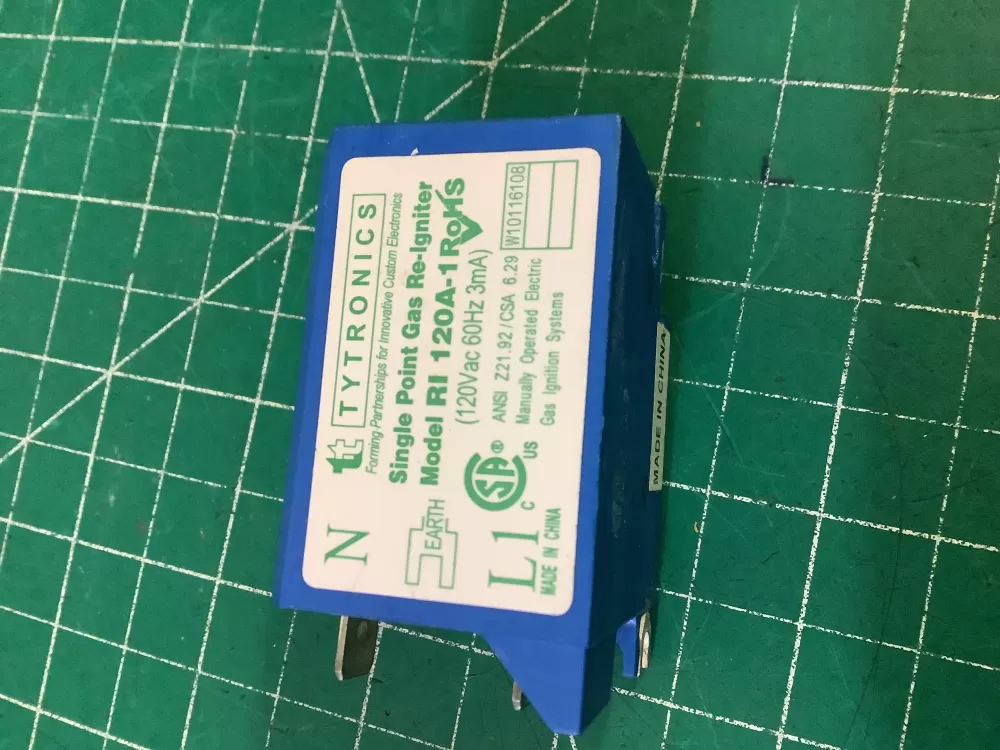 tt TYTRONICS
Forming Partnerships for Innovative Custom Electronics
Single Point Gas Re-Igniter
Model RI 120A-1 RoHS
(120Vac 60Hz 3mA)
ANSI Z21.92/CSA 6.29
Manually Operated Electric
Gas Ignition Systems
W10116108
N
EARTH
L1
SA ®
C US
MADE IN CHINA
MADE IN CHINA